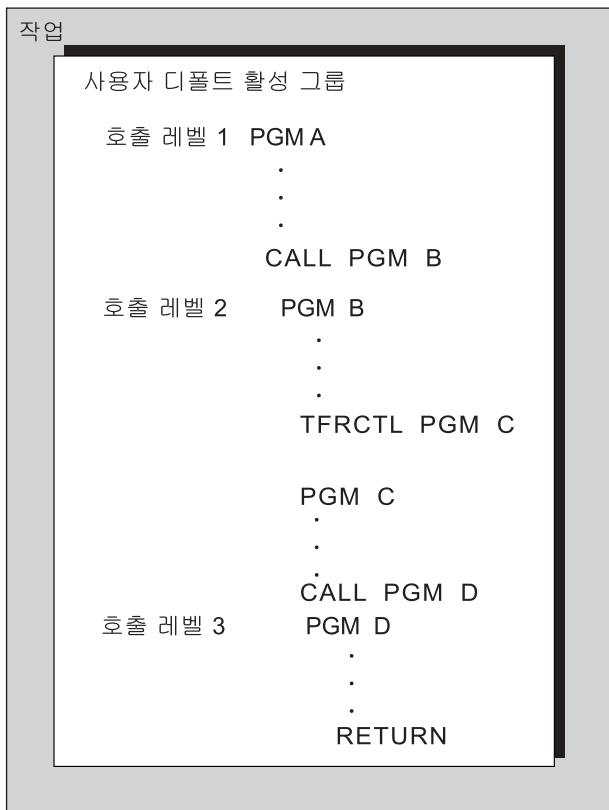 작업
사용자 디폴트 활성 그룹
호출 레벨 1 PGM A
.
.
.
CALL PGM B
호출 레벨 2 PGM B
.
.
.
TFRCTL PGM C
PGM C
.
.
.
CALL PGM D
호출 레벨 3 PGM D
.
.
.
RETURN